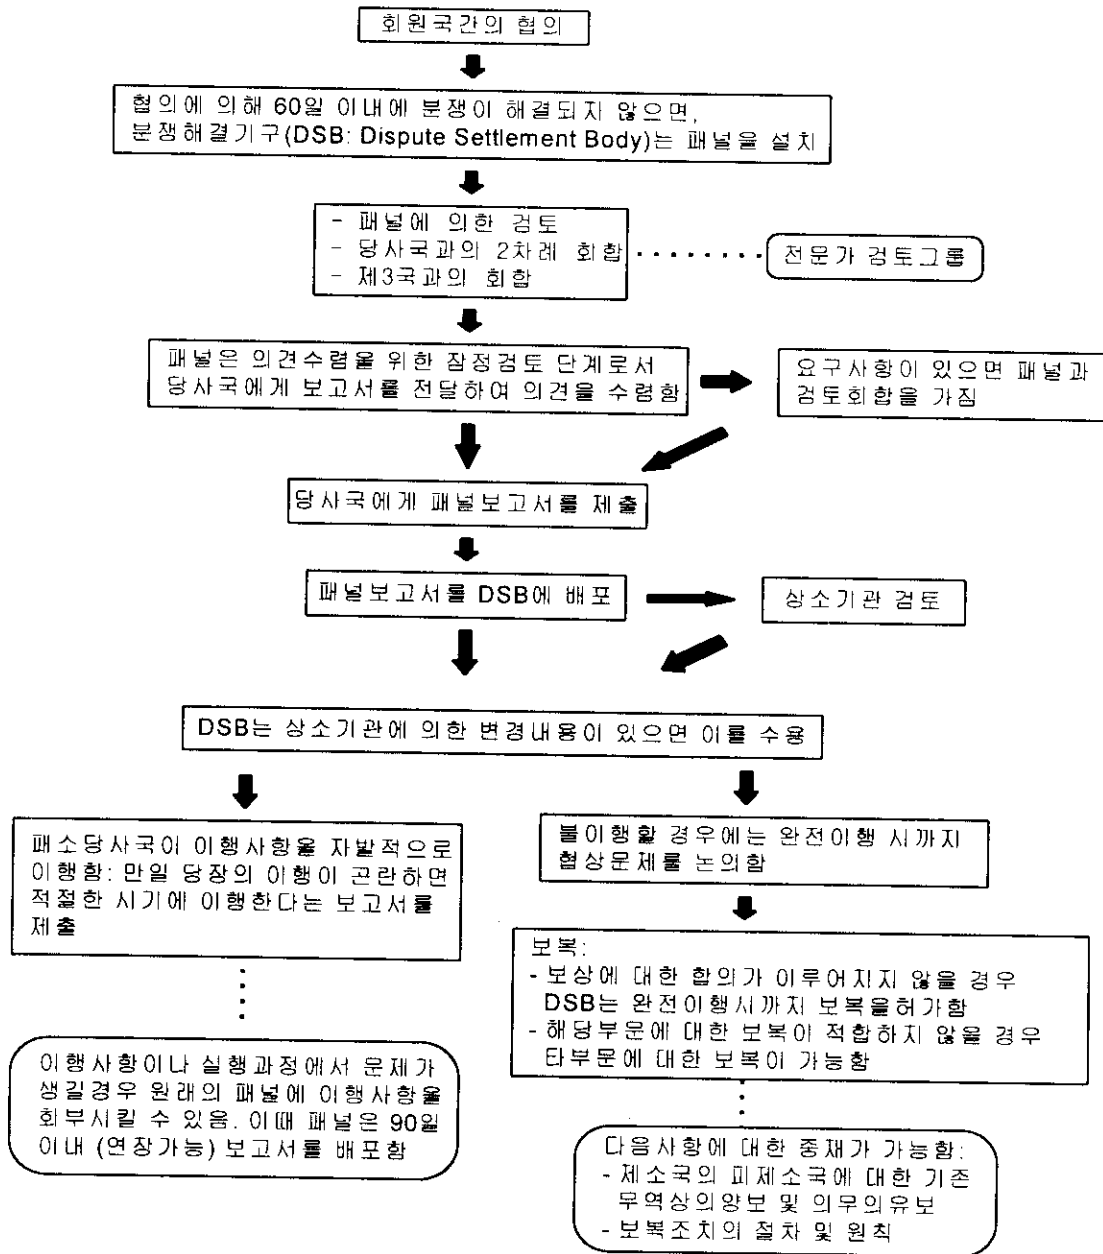 회원국간의 협의
협의에 의해 60일 이내에 분쟁이 해결되지 않으면,
분쟁해결기구(DSB: Dispute Settlement Body)는 패널을 설치
- 패널에 의한 검토
- 당사국과의 2차례 회합
- 제3국과의 회합
전문가 검토그룹
패널은 의견수렴을 위한 잠정검토 단계로서
당사국에게 보고서를 전달하여 의견을 수령함
요구사항이 있으면 패널과
검토회합을 가짐
당사국에게 패널보고서를 제출
패널보고서를 DSB에 배포
상소기관 검토
DSB는 상소기관에 의한 변경내용이 있으면 이를 수용
패소당사국이 이행사항을 자발적으로
이행함: 만일 당장의 이행이 곤란하면
적절한 시기에 이행한다는 보고서를
제출
불이행할 경우에는 완전이행 시까지
협상문제를 논의함
보복:
- 보상에 대한 합의가 이루어지지 않을 경우
DSB는 완전이행시까지 보복을허가함
- 해당부문에 대한 보복이 적합하지 않을 경우
타부문에 대한 보복이 가능함
이행사항이나 실행과정에서 문제가
생길경우 원래의 패널에 이행사항을
회부시킬 수 있음. 이때 패널은 90일
이내 (연장가능) 보고서를 배포함
다음사항에 대한 중재가 가능함:
- 제소국의 피제소국에 대한 기존
무역상의양보 및 의무의유보
- 보복조치의 절차 및 원칙